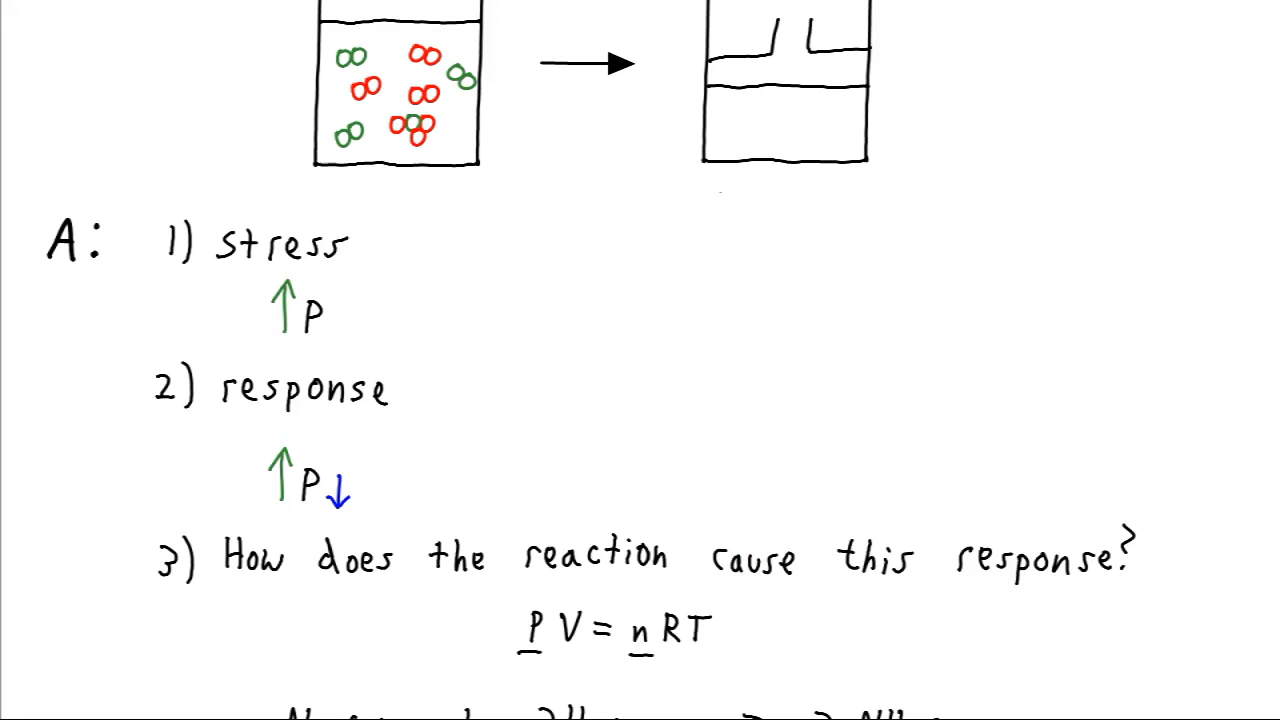 A: 1) stress
↑P
2) response
↑P↓
3) How does the reaction cause this response?
PV = nRT